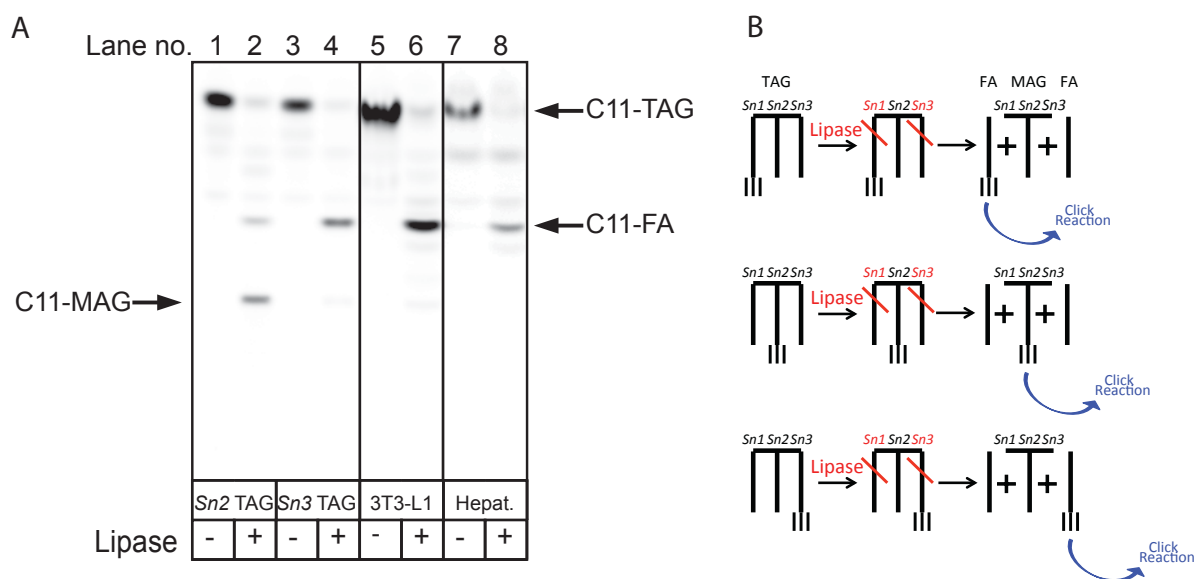 A
Lane no. 1 2 3 4 5 6 7 8
C11-TAG
C11-FA
C11-MAG
Sn2 TAG Sn3 TAG 3T3-L1 Hepat.
Lipase - + - + - + - +
B
TAG FA MAG FA
Sn1 Sn2 Sn3 Sn1 Sn2 Sn3 Sn1 Sn2 Sn3
Lipase + +
Click
Reaction
Sn1 Sn2 Sn3 Sn1 Sn2 Sn3 Sn1 Sn2 Sn3
Lipase + +
Click
Reaction
Sn1 Sn2 Sn3 Sn1 Sn2 Sn3 Sn1 Sn2 Sn3
Lipase + +
Click
Reaction